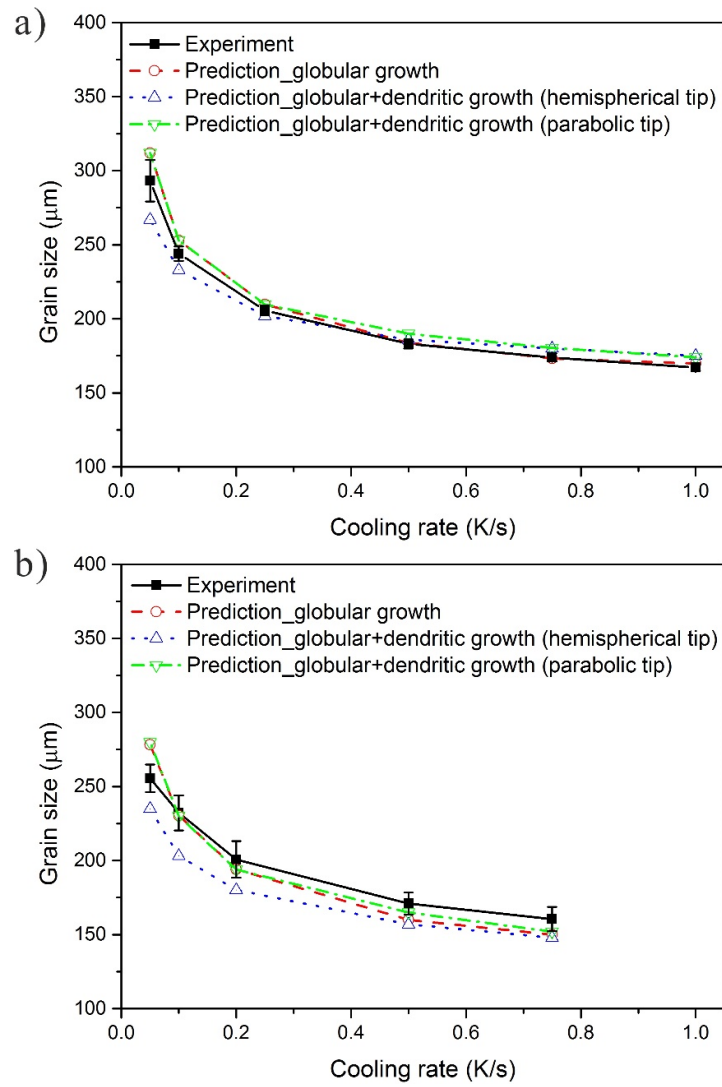 a)
400
350
300
250
200
150
100
Grain size (μm)
Experiment
Prediction_globular growth
Prediction_globular+dendritic growth (hemispherical tip)
Prediction_globular+dendritic growth (parabolic tip)
0.0 0.2 0.4 0.6 0.8 1.0
Cooling rate (K/s)
b)
400
350
300
250
200
150
100
Grain size (μm)
Experiment
Prediction_globular growth
Prediction_globular+dendritic growth (hemispherical tip)
Prediction_globular+dendritic growth (parabolic tip)
0.0 0.2 0.4 0.6 0.8 1.0
Cooling rate (K/s)